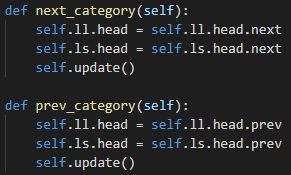 def next_category(self):
    self.ll.head = self.ll.head.next
    self.ls.head = self.ls.head.next
    self.update()

def prev_category(self):
    self.ll.head = self.ll.head.prev
    self.ls.head = self.ls.head.prev
    self.update()